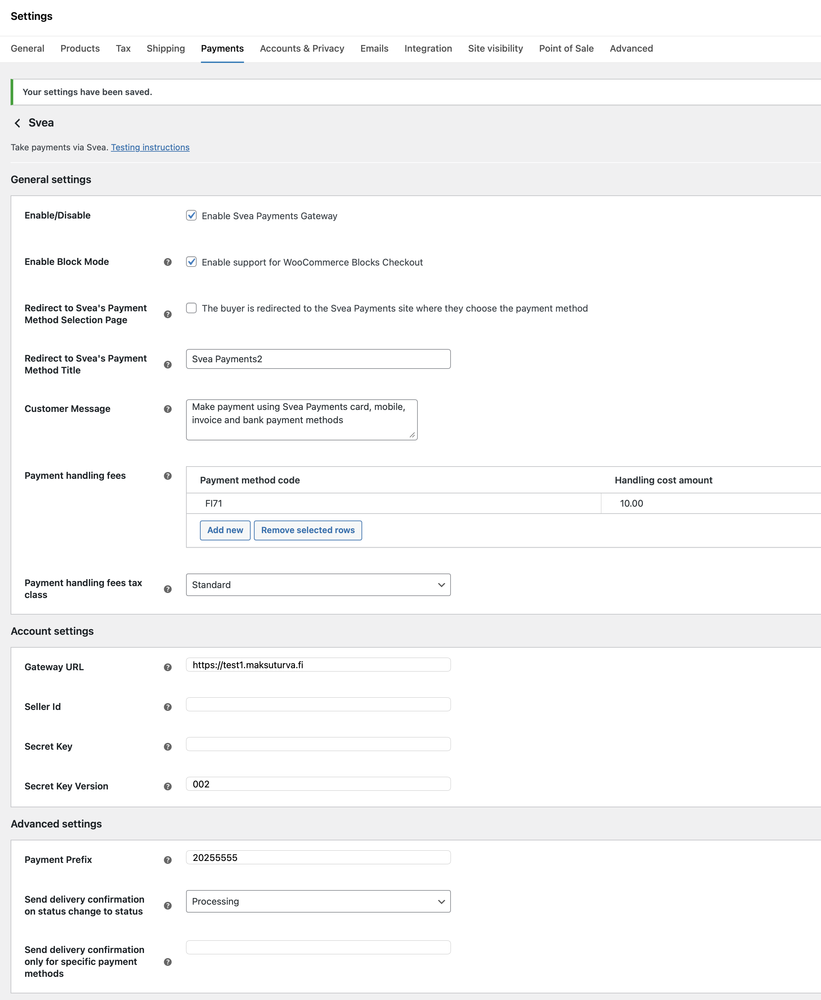 Settings
General Products Tax Shipping Payments Accounts & Privacy Emails Integration Site visibility Point of Sale Advanced
Your settings have been saved.
Svea
Take payments via Svea. Testing instructions
General settings
Enable/Disable
Enable Svea Payments Gateway
Enable Block Mode
Enable support for WooCommerce Blocks Checkout
Redirect to Svea's Payment
Method Selection Page
The buyer is redirected to the Svea Payments site where they choose the payment method
Redirect to Svea's Payment
Method Title
Svea Payments2
Customer Message
Make payment using Svea Payments card, mobile,
invoice and bank payment methods
Payment handling fees
Payment method code Handling cost amount
FI71 10.00
Add new Remove selected rows
Payment handling fees tax
class
Standard
Account settings
Gateway URL
https://test1.maksuturva.fi
Seller Id
Secret Key
Secret Key Version
002
Advanced settings
Payment Prefix
20255555
Send delivery confirmation
on status change to status
Processing
Send delivery confirmation
only for specific payment
methods